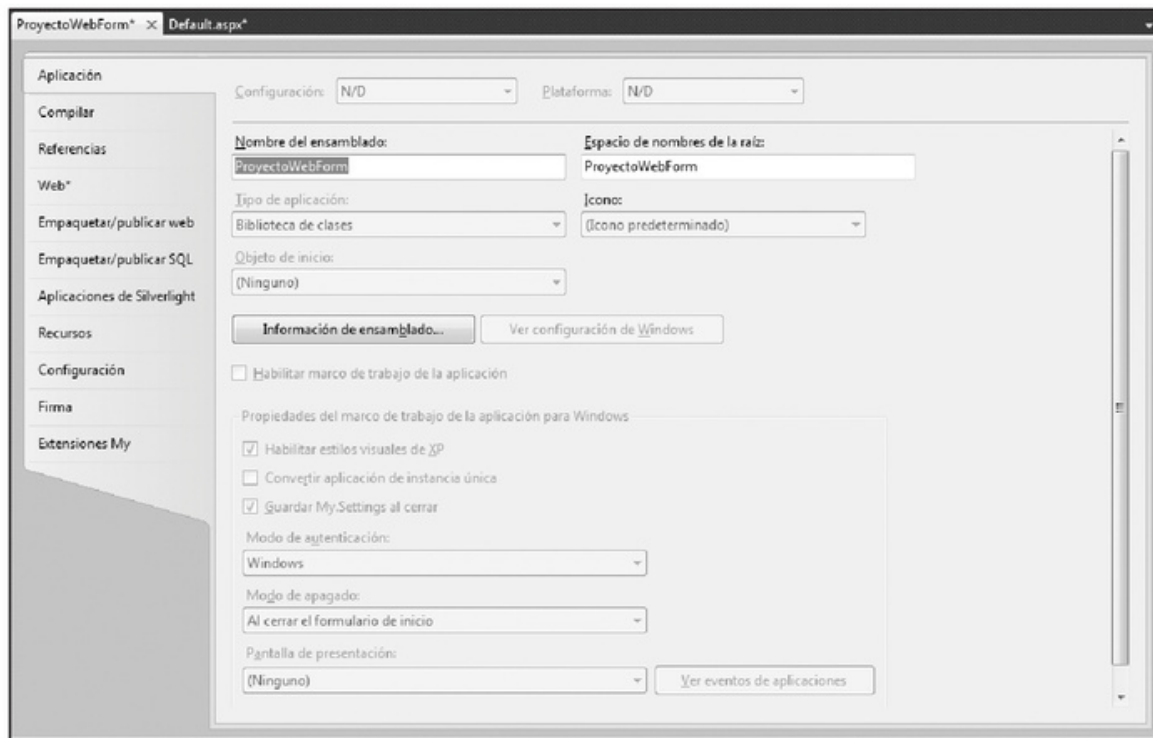 ProyectoWebForm* × Default.aspx*
Aplicación
Compilar
Referencias
Web*
Empaquetar/publicar web
Empaquetar/publicar SQL
Aplicaciones de Silverlight
Recursos
Configuración
Firma
Extensiones My
Configuración: N/D Plataforma: N/D
Nombre del ensamblado: Espacio de nombres de la raíz:
ProyectoWebForm ProyectoWebForm
Tipo de aplicación: Icono:
Biblioteca de clases (Icono predeterminado)
Objeto de inicio:
(Ninguno)
Información de ensamblado... Ver configuración de Windows
Habilitar marco de trabajo de la aplicación
Propiedades del marco de trabajo de la aplicación para Windows
Habilitar estilos visuales de XP
Convertir aplicación de instancia única
Guardar My.Settings al cerrar
Modo de autenticación:
Windows
Modo de apagado:
Al cerrar el formulario de inicio
Pantalla de presentación:
(Ninguno) Ver eventos de aplicaciones